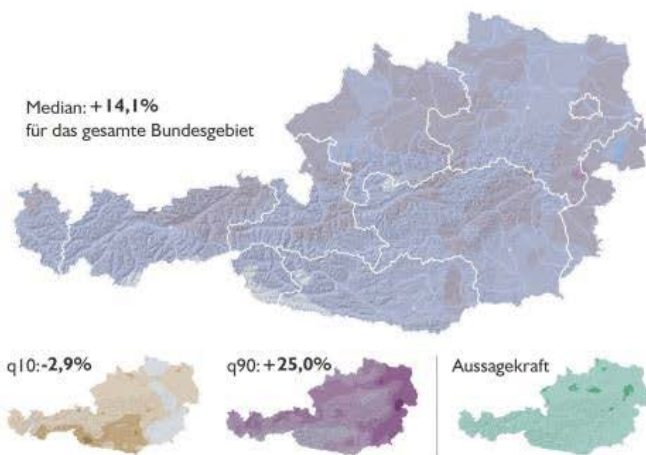 Median: +14,1%
für das gesamte Bundesgebiet
q10:-2,9%
q90:+25,0%
Aussagekraft